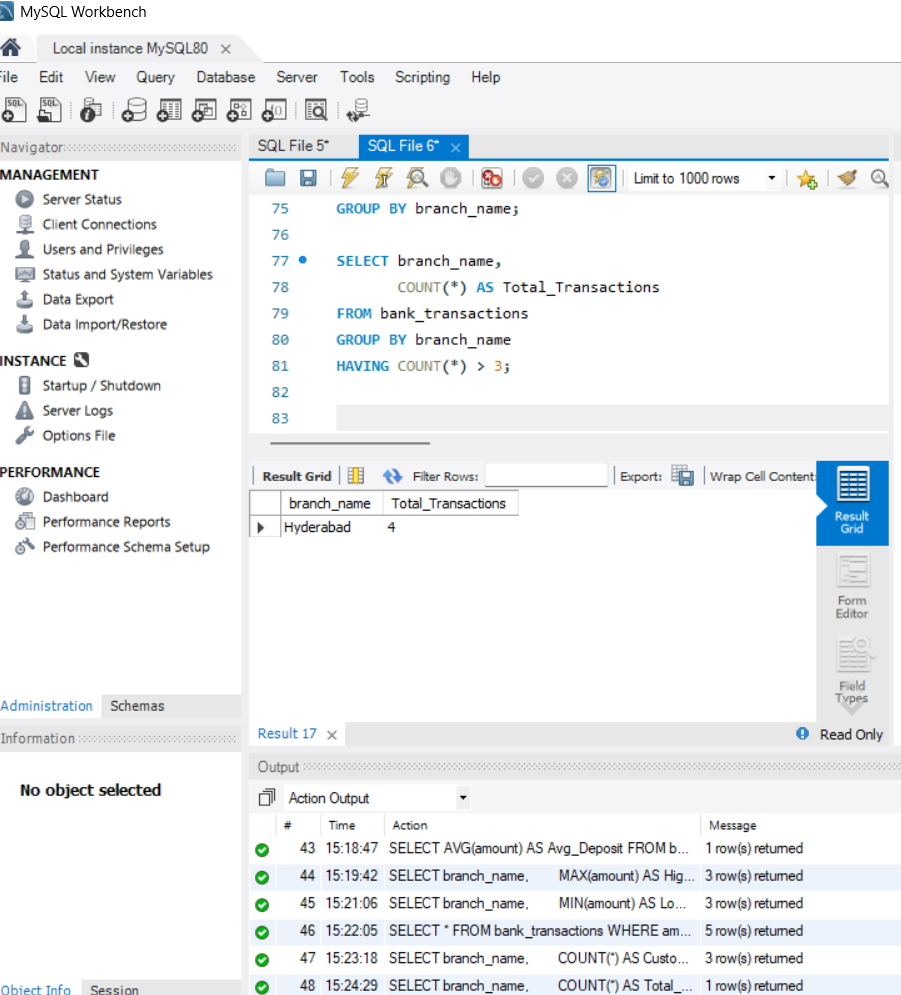 MySQL Workbench
Local instance MySQL80
File Edit View Query Database Server Tools Scripting Help
Navigator
SQL File 5* SQL File 6*
MANAGEMENT
Server Status
Client Connections
Users and Privileges
Status and System Variables
Data Export
Data Import/Restore
INSTANCE
Startup / Shutdown
Server Logs
Options File
PERFORMANCE
Dashboard
Performance Reports
Performance Schema Setup
Administration Schemas
Information
No object selected
Object Info Session
Limit to 1000 rows
75 GROUP BY branch_name;
76
77 SELECT branch_name,
78 COUNT(*) AS Total_Transactions
79 FROM bank_transactions
80 GROUP BY branch_name
81 HAVING COUNT(*) > 3;
82
83
Result Grid Filter Rows: Export: Wrap Cell Content:
branch_name Total_Transactions
Hyderabad 4
Result Grid
Form Editor
Field Types
Result 17 Read Only
Output
Action Output
# Time Action Message
43 15:18:47 SELECT AVG(amount) AS Avg_Deposit FROM b... 1 row(s) returned
44 15:19:42 SELECT branch_name, MAX(amount) AS Hig... 3 row(s) returned
45 15:21:06 SELECT branch_name, MIN(amount) AS Lo... 3 row(s) returned
46 15:22:05 SELECT * FROM bank_transactions WHERE am... 5 row(s) returned
47 15:23:18 SELECT branch_name, COUNT(*) AS Custo... 3 row(s) returned
48 15:24:29 SELECT branch_name, COUNT(*) AS Total_... 1 row(s) returned